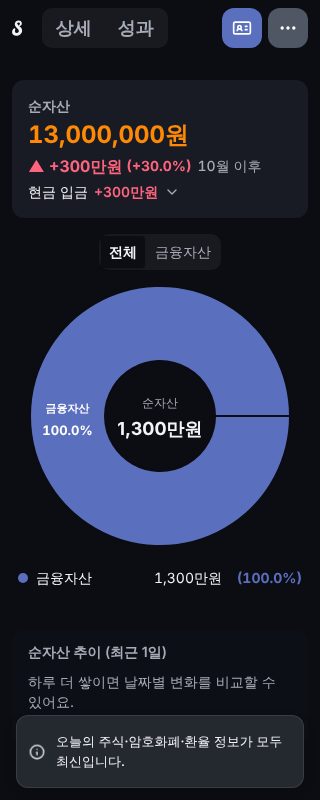 상세 성과
순자산
13,000,000원
▲ +300만원 (+30.0%) 10월 이후
현금 입금 +300만원
전체 금융자산
금융자산
100.0%
순자산
1,300만원
금융자산 1,300만원 (100.0%)
순자산 추이 (최근 1일)
하루 더 쌓이면 날짜별 변화를 비교할 수
있어요.
오늘의 주식·암호화폐·환율 정보가 모두
최신입니다.